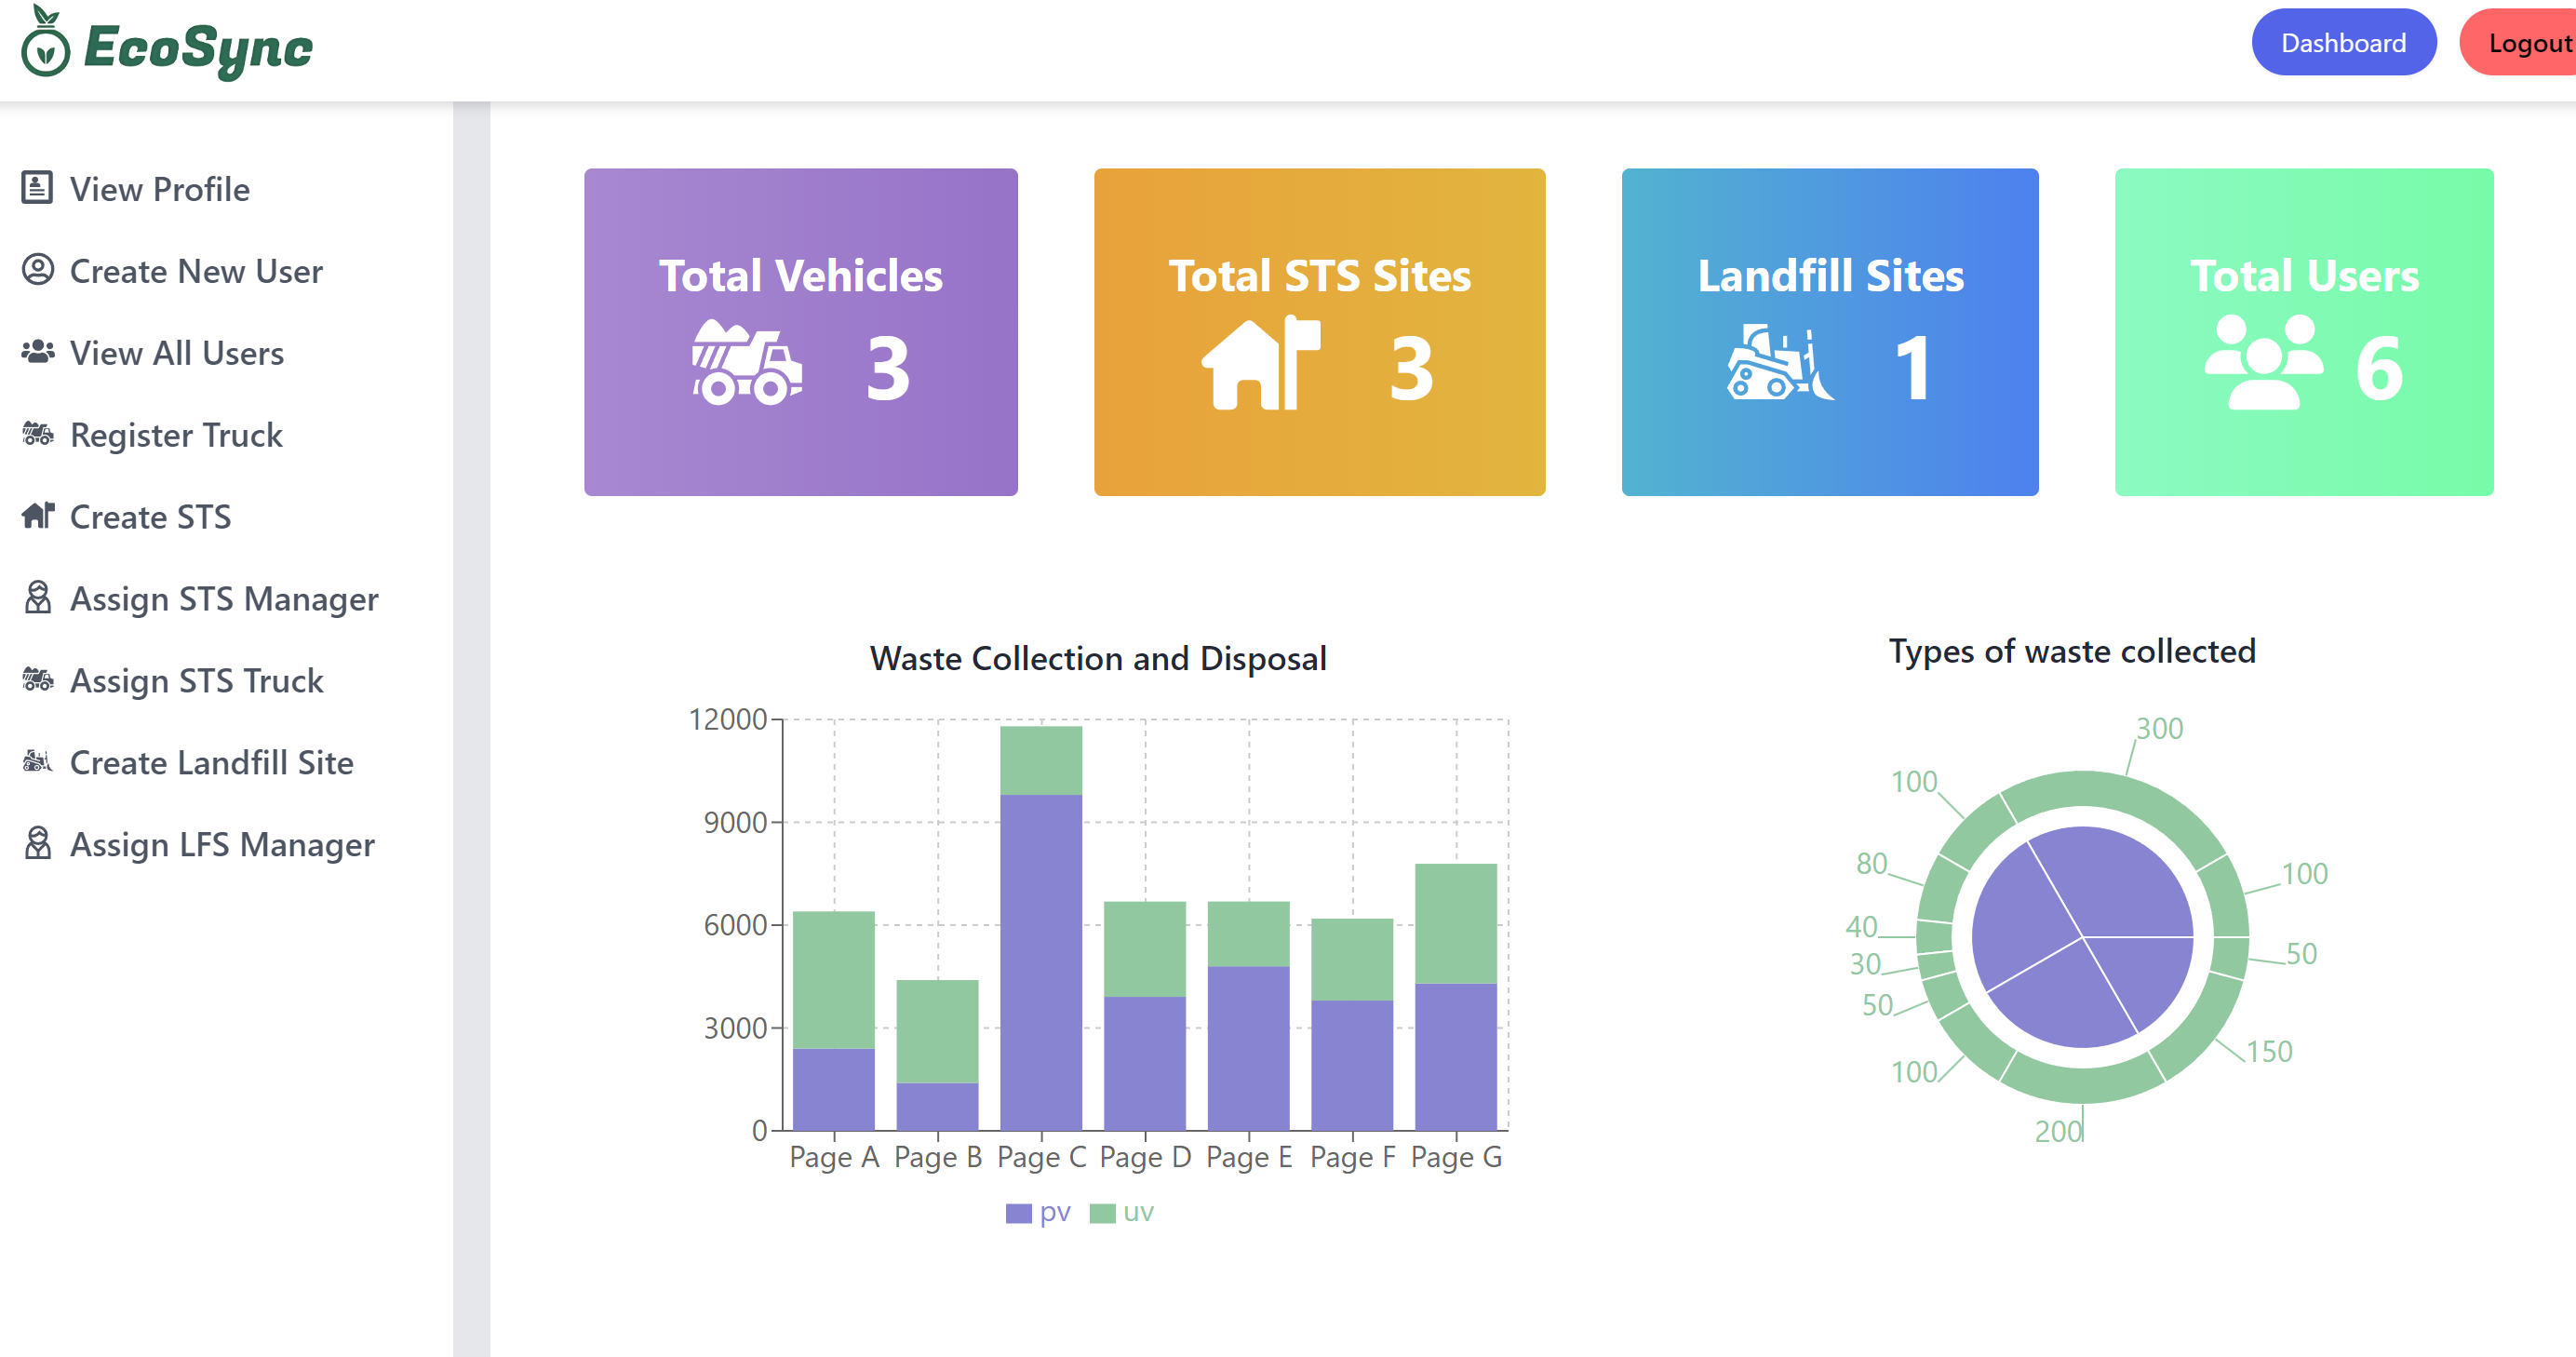 EcoSync
Dashboard
Logout
View Profile
Create New User
View All Users
Register Truck
Create STS
Assign STS Manager
Assign STS Truck
Create Landfill Site
Assign LFS Manager
Total Vehicles
3
Total STS Sites
3
Landfill Sites
1
Total Users
6
Waste Collection and Disposal
12000
9000
6000
3000
0
Page A Page B Page C Page D Page E Page F Page G
pv uv
Types of waste collected
300
100
100
80
40
50
30
50
150
100
200